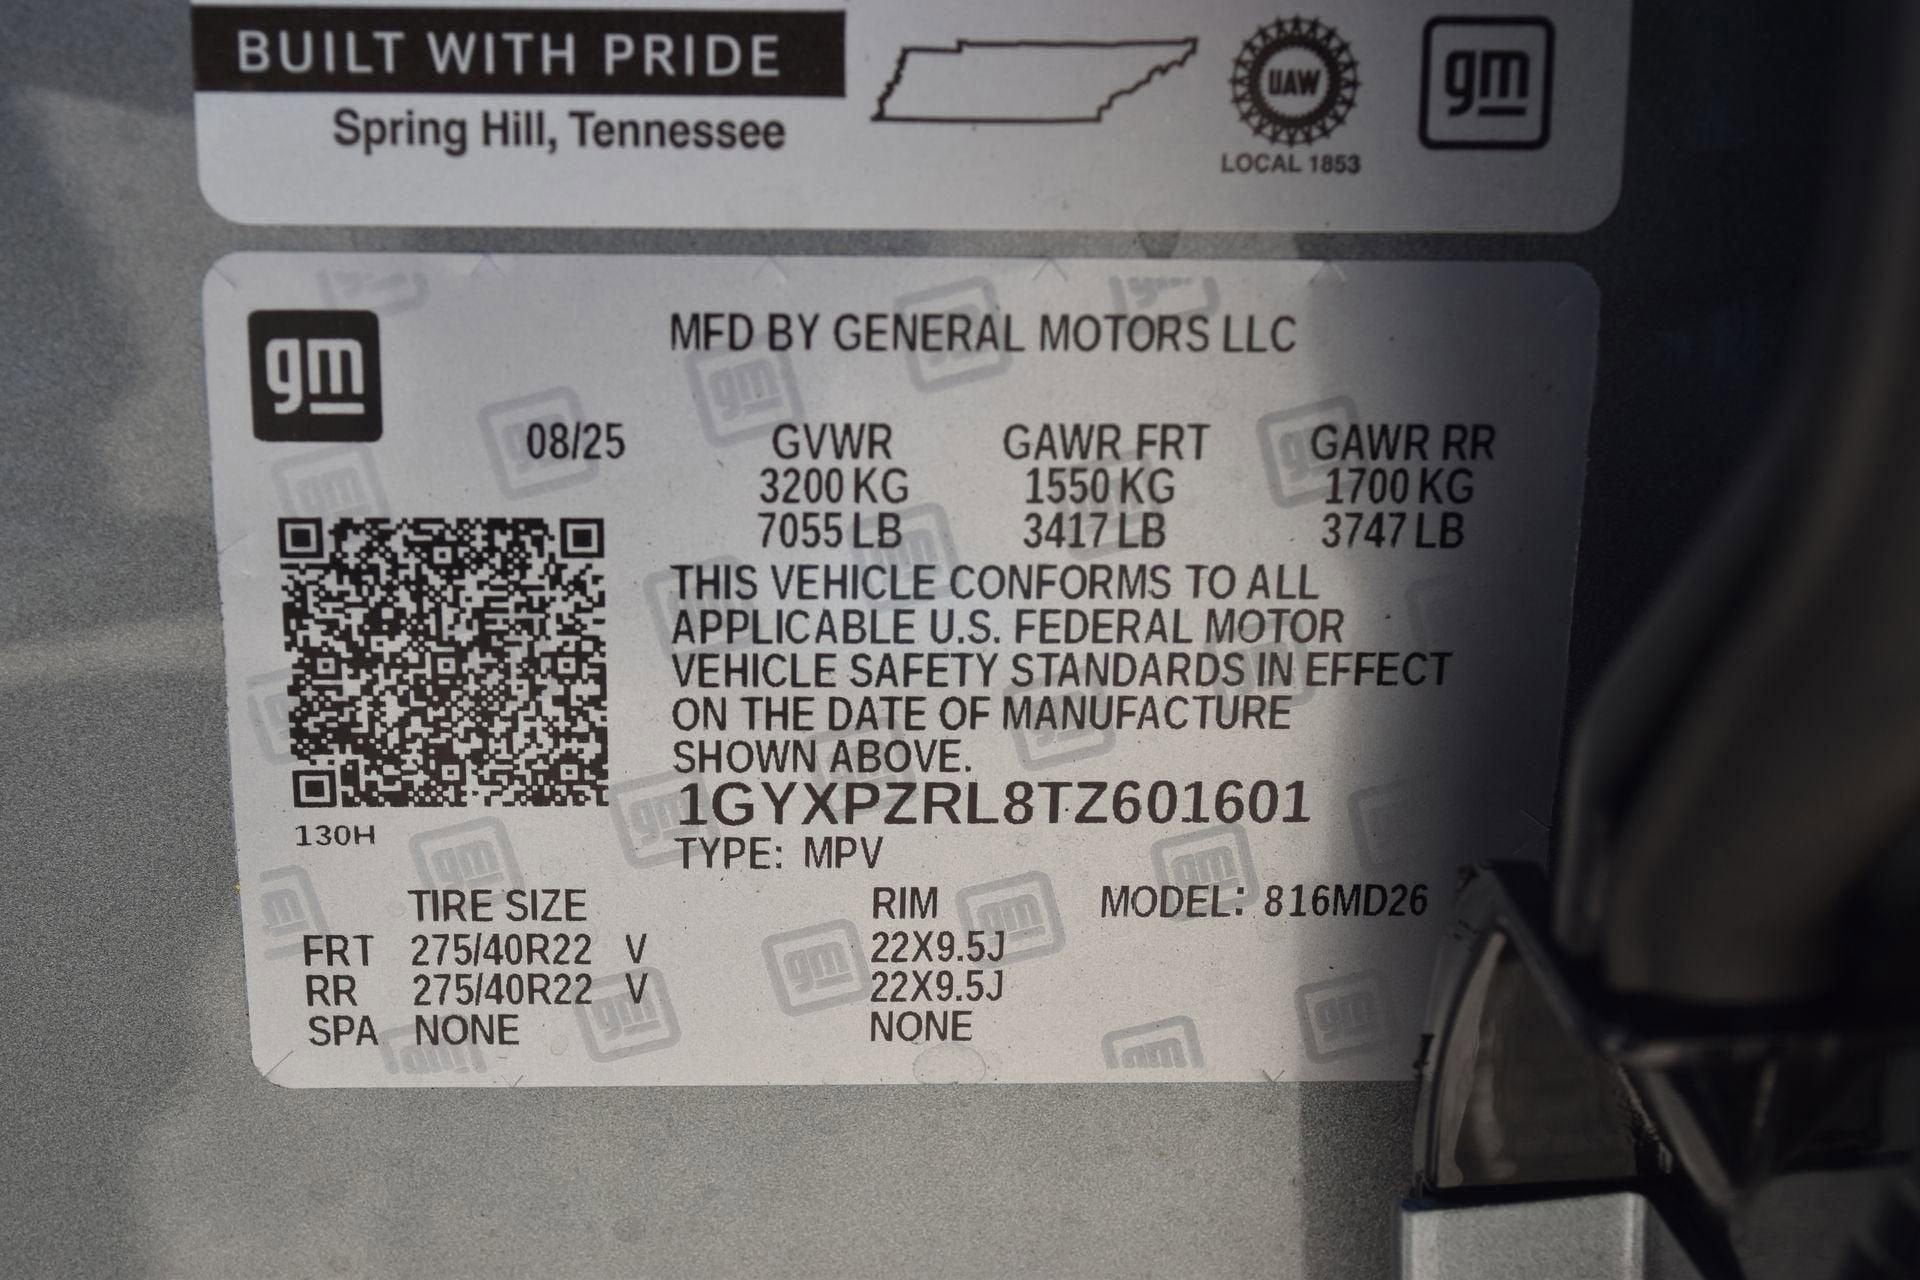 BUILT WITH PRIDE
Spring Hill, Tennessee
UAW
LOCAL 1853
gm
gm
MFD BY GENERAL MOTORS LLC
08/25 GVWR GAWR FRT GAWR RR
3200 KG 1550 KG 1700 KG
7055 LB 3417 LB 3747 LB
THIS VEHICLE CONFORMS TO ALL
APPLICABLE U.S. FEDERAL MOTOR
VEHICLE SAFETY STANDARDS IN EFFECT
ON THE DATE OF MANUFACTURE
SHOWN ABOVE.
1GYXPZRL8TZ601601
130H
TYPE: MPV
TIRE SIZE RIM MODEL: 816MD26
FRT 275/40R22 V 22X9.5J
RR 275/40R22 V 22X9.5J
SPA NONE NONE